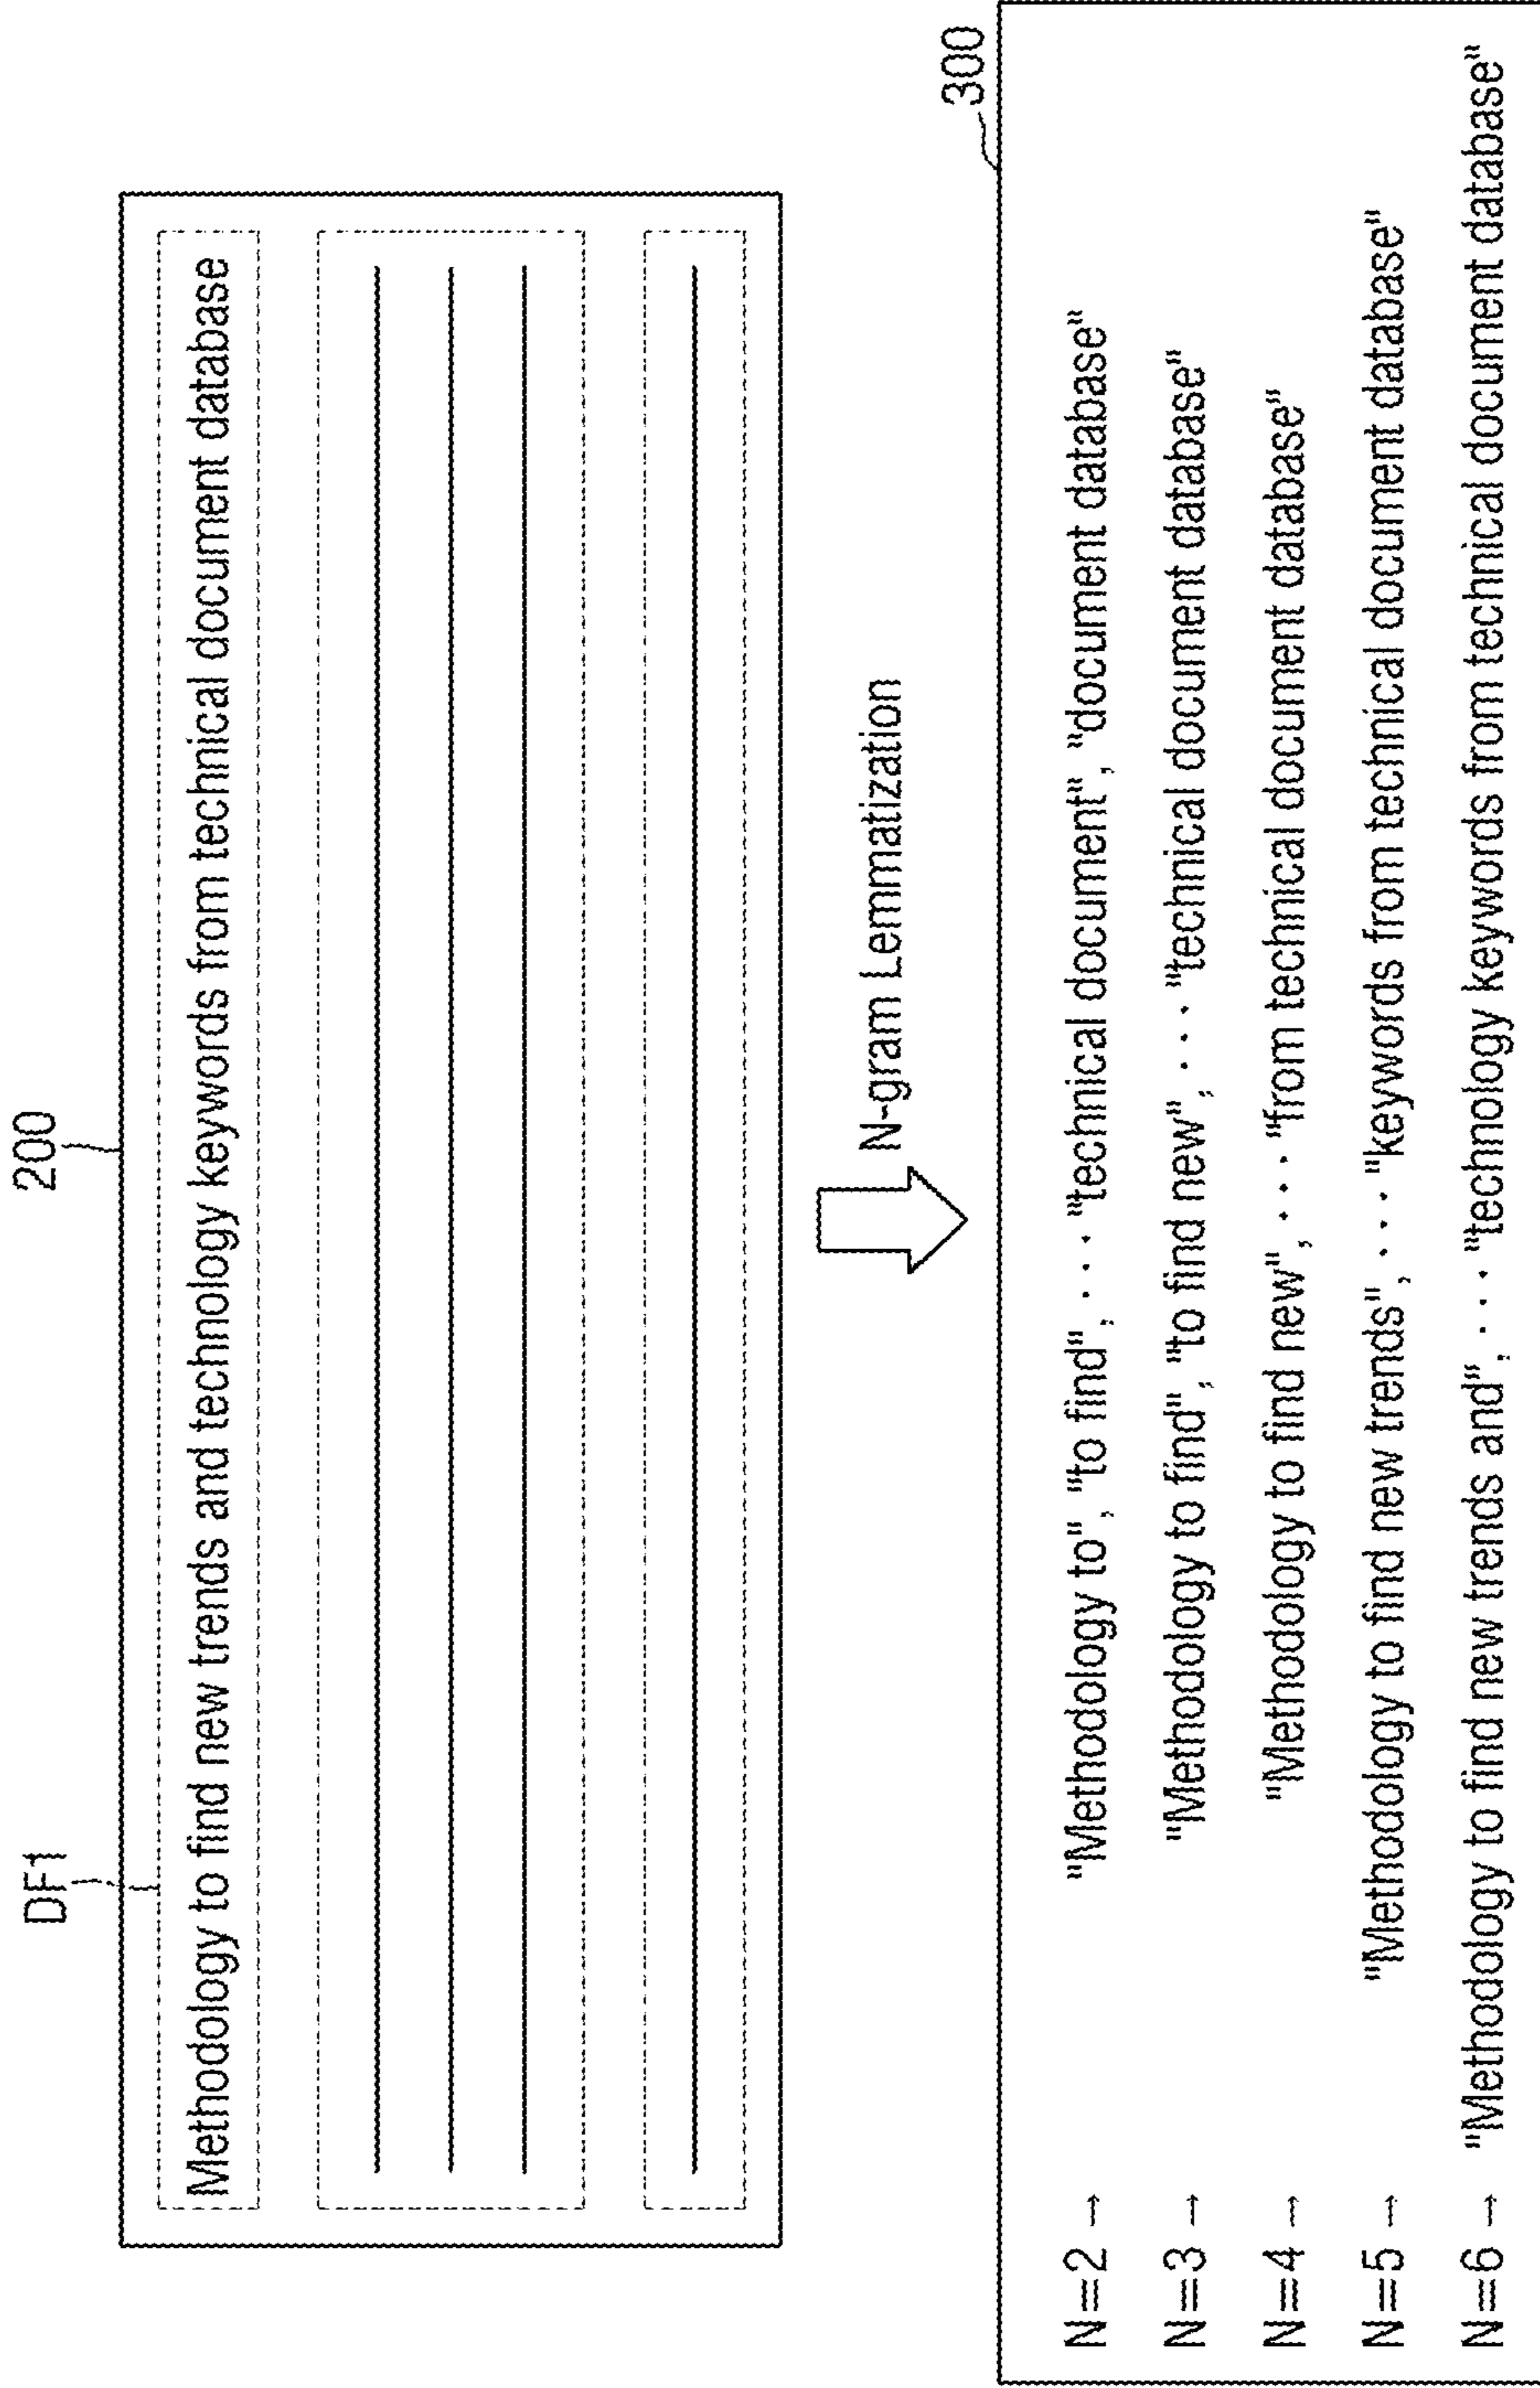 200
DF1
Methodology to find new trends and technology keywords from technical document database
N-gram Lemmatization
300
N=2 → "Methodology to", "to find", ··· "technical document", "document database"
N=3 → "Methodology to find", "to find new", ··· "technical document database"
N=4 → "Methodology to find new", ··· "from technical document database"
N=5 → "Methodology to find new trends", ··· "keywords from technical document database"
N=6 → "Methodology to find new trends and", ··· "technology keywords from technical document database"